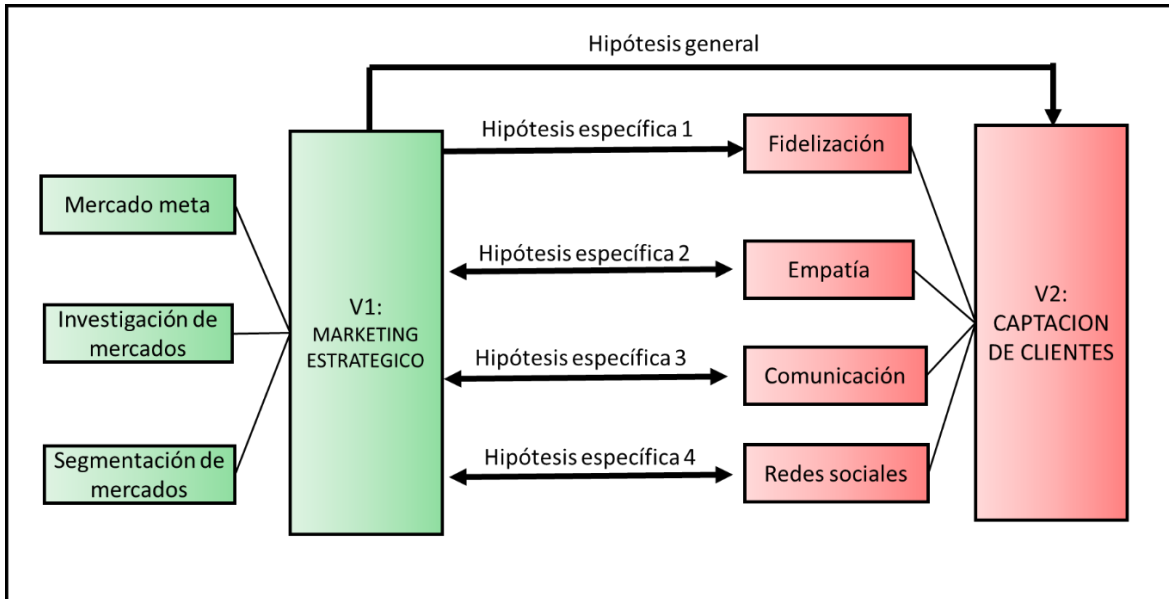 Hipótesis general
Hipótesis específica 1
Fidelización
Mercado meta
Hipótesis específica 2
Empatía
V1:
MARKETING
ESTRATEGICO
V2:
CAPTACION
DE CLIENTES
Investigación de
mercados
Hipótesis específica 3
Comunicación
Segmentación de
mercados
Hipótesis específica 4
Redes sociales